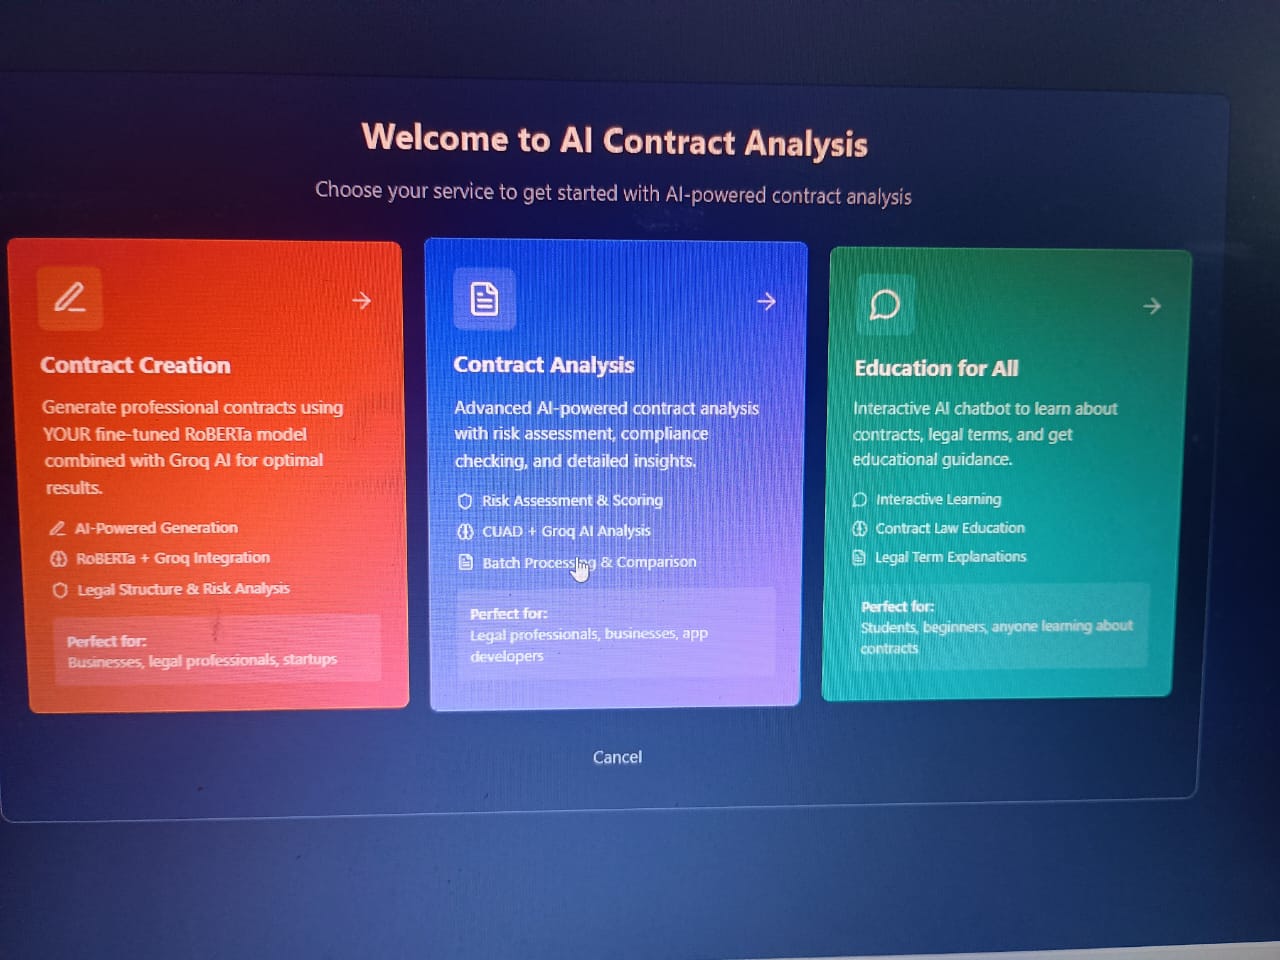 Welcome to AI Contract Analysis
Choose your service to get started with AI-powered contract analysis
Contract Creation
Generate professional contracts using
YOUR fine-tuned RoBERTa model
combined with Groq AI for optimal
results.
AI-Powered Generation
RoBERTa + Groq Integration
Legal Structure & Risk Analysis
Perfect for:
Businesses, legal professionals, startups
Contract Analysis
Advanced AI-powered contract analysis
with risk assessment, compliance
checking, and detailed insights.
Risk Assessment & Scoring
CUAD + Groq AI Analysis
Batch Processing & Comparison
Perfect for:
Legal professionals, businesses, app
developers
Education for All
Interactive AI chatbot to learn about
contracts, legal terms, and get
educational guidance.
Interactive Learning
Contract Law Education
Legal Term Explanations
Perfect for:
Students, beginners, anyone learning about
contracts
Cancel